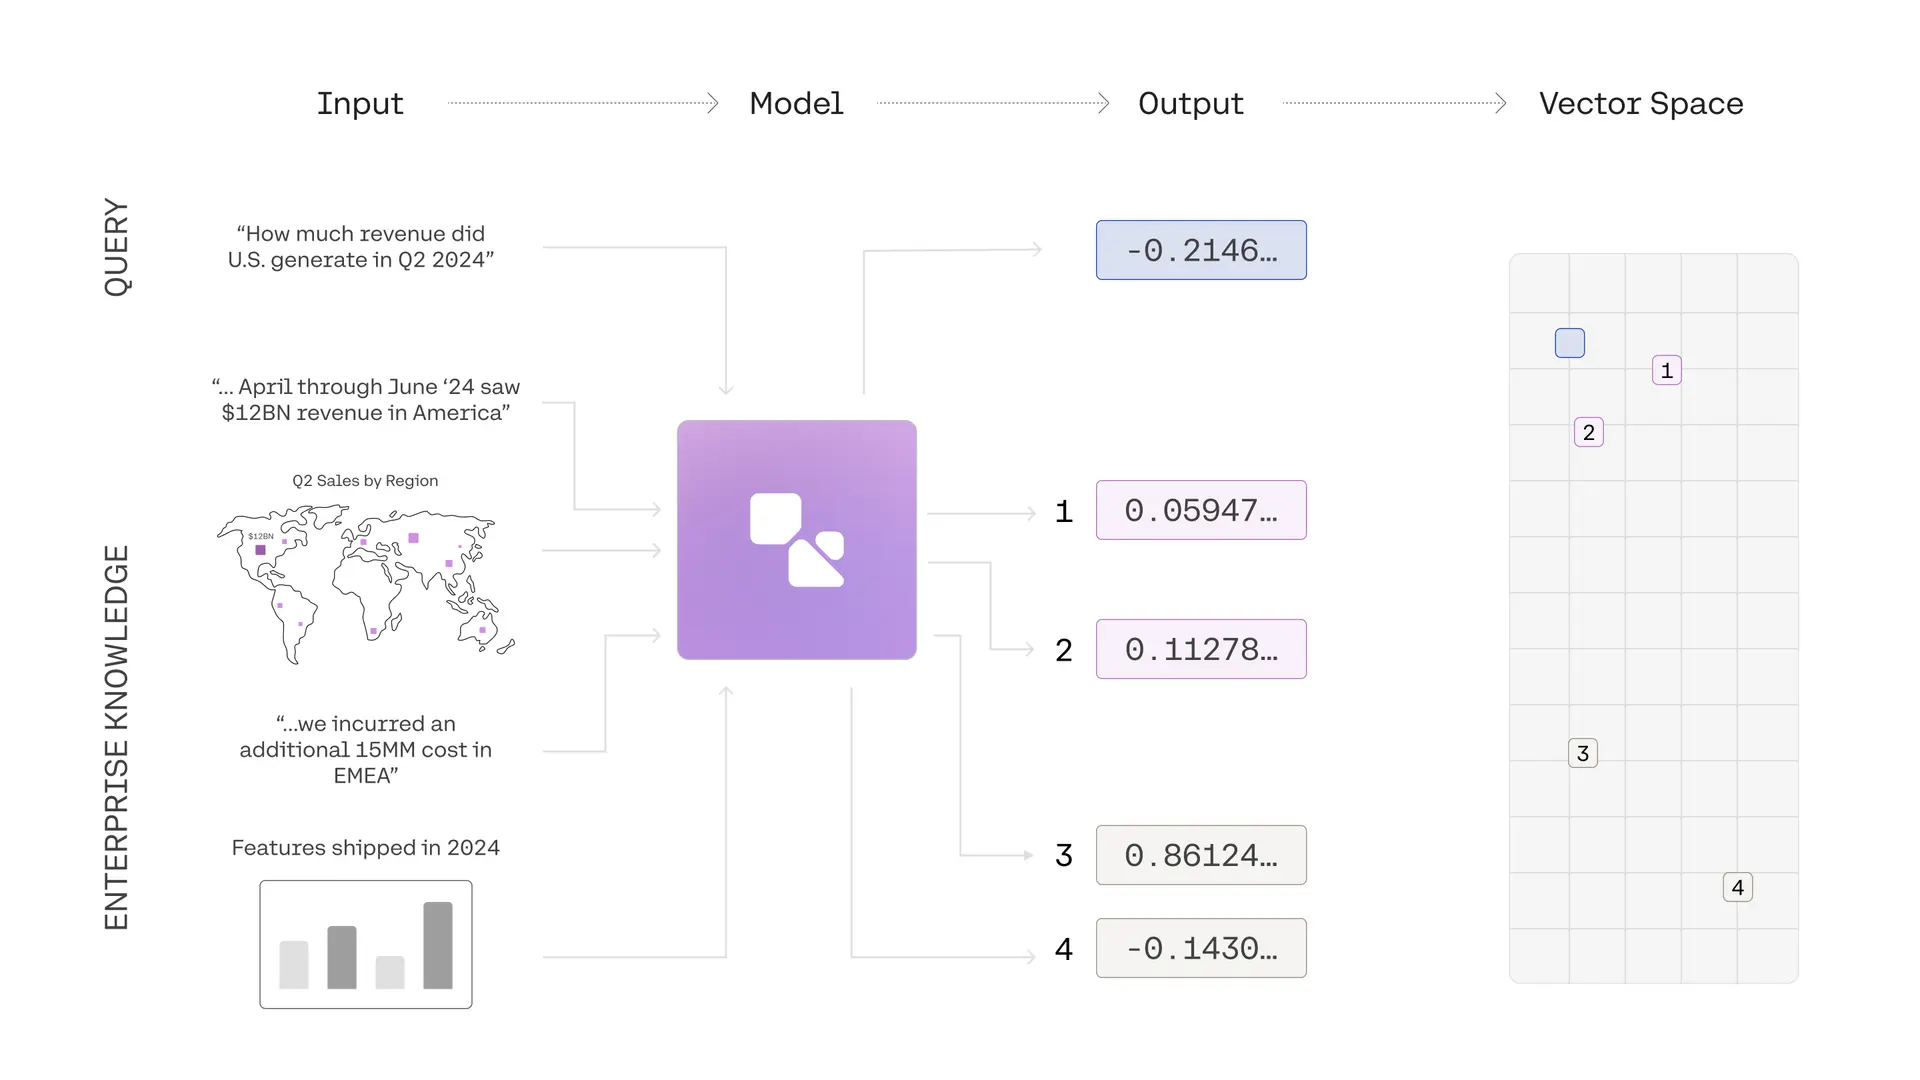 Input
Model
Output
Vector Space
QUERY
“How much revenue did
U.S. generate in Q2 2024”
-0.2146…
ENTERPRISE KNOWLEDGE
“... April through June ‘24 saw
$12BN revenue in America”
Q2 Sales by Region
$12BN
“...we incurred an
additional 15MM cost in
EMEA”
Features shipped in 2024
1
0.05947…
2
0.11278…
3
0.86124…
4
-0.1430…
1
2
3
4